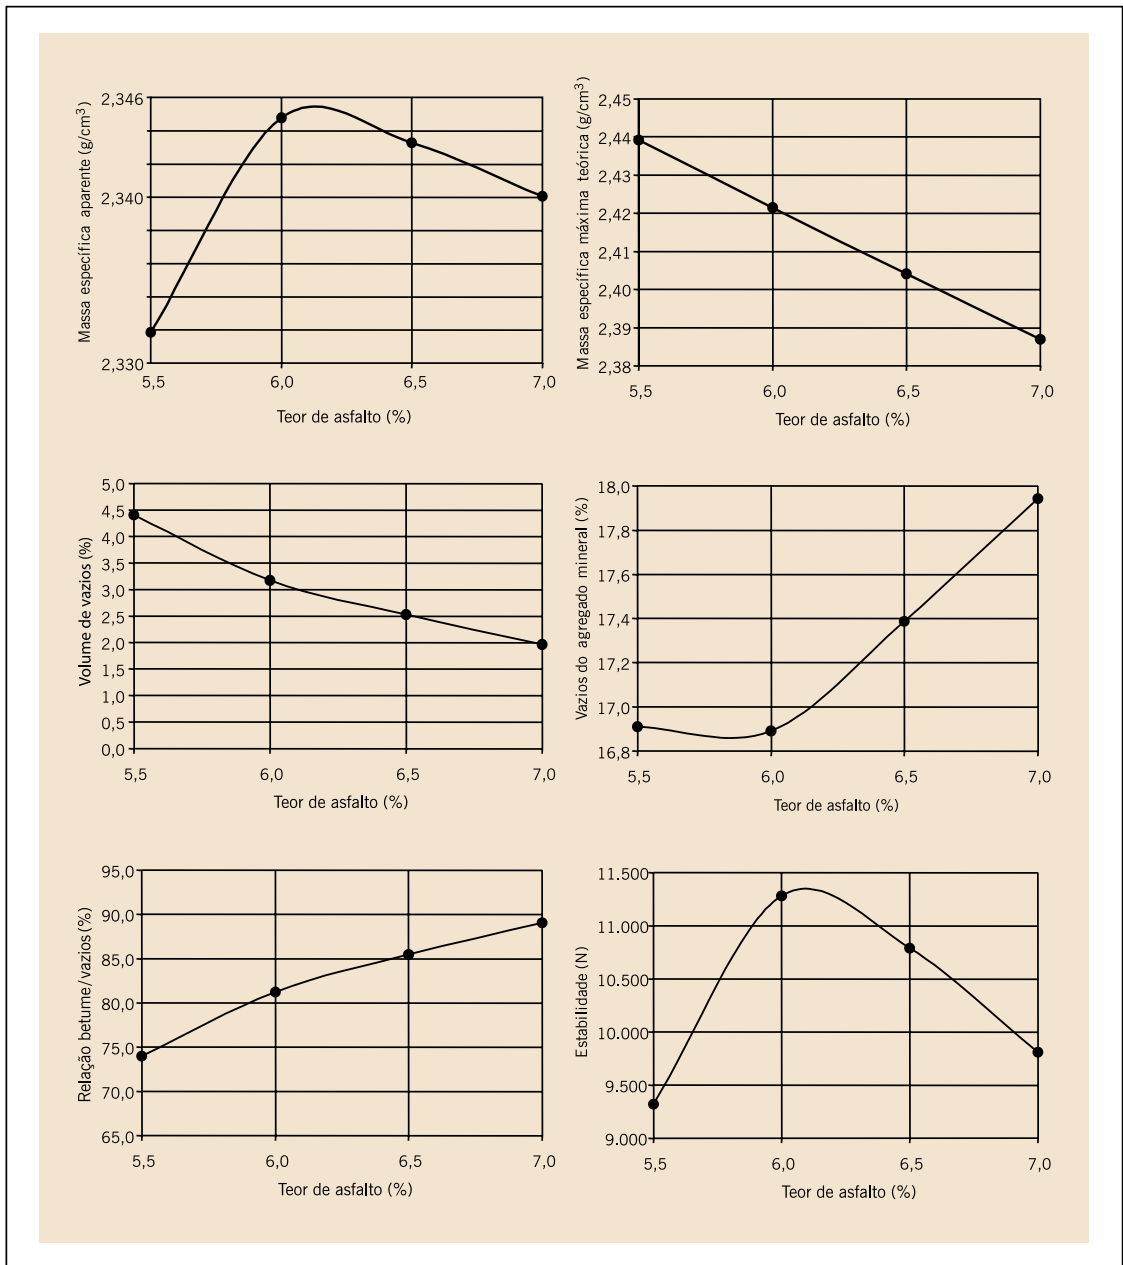 Massa específica aparente (g/cm³)
2,346
2,340
2,330
5,5 6,0 6,5 7,0
Teor de asfalto (%)
Massa específica máxima teórica (g/cm³)
2,45
2,44
2,43
2,42
2,41
2,40
2,39
2,38
5,5 6,0 6,5 7,0
Teor de asfalto (%)
Volume de vazios (%)
5,0
4,5
4,0
3,5
3,0
2,5
2,0
1,5
1,0
0,5
0,0
5,5 6,0 6,5 7,0
Teor de asfalto (%)
Vazios do agregado mineral (%)
18,0
17,8
17,6
17,4
17,2
17,0
16,8
5,5 6,0 6,5 7,0
Teor de asfalto (%)
Relação betume/vazios (%)
95,0
90,0
85,0
80,0
75,0
70,0
65,0
5,5 6,0 6,5 7,0
Teor de asfalto (%)
Estabilidade (N)
11.500
11.000
10.500
10.000
9.500
9.000
5,5 6,0 6,5 7,0
Teor de asfalto (%)